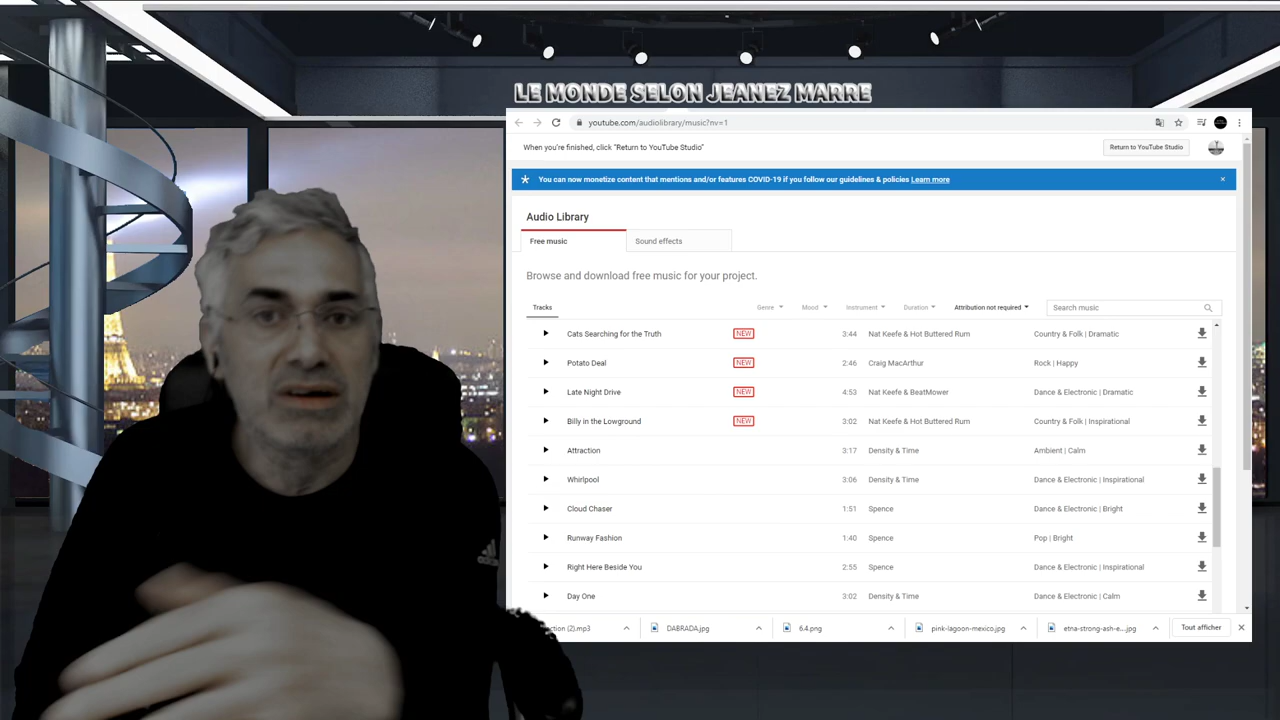 LE MONDE SELON JEANEZ MARRE
youtube.com/audiolibrary/music?nv=1
When you're finished, click "Return to YouTube Studio"
Return to YouTube Studio
You can now monetize content that mentions and/or features COVID-19 if you follow our guidelines & policies Learn more
Audio Library
Free music
Sound effects
Browse and download free music for your project.
Tracks Genre Mood Instrument Duration Attribution not required Search music
Cats Searching for the Truth NEW 3:44 Nat Keefe & Hot Buttered Rum Country & Folk | Dramatic
Potato Deal NEW 2:46 Craig MacArthur Rock | Happy
Late Night Drive NEW 4:53 Nat Keefe & BeatMower Dance & Electronic | Dramatic
Billy in the Lowground NEW 3:02 Nat Keefe & Hot Buttered Rum Country & Folk | Inspirational
Attraction 3:17 Density & Time Ambient | Calm
Whirlpool 3:06 Density & Time Dance & Electronic | Inspirational
Cloud Chaser 1:51 Spence Dance & Electronic | Bright
Runway Fashion 1:40 Spence Pop | Bright
Right Here Beside You 2:55 Spence Dance & Electronic | Inspirational
Day One 3:02 Density & Time Dance & Electronic | Calm
ction (2).mp3 DABRADA.jpg 6.4.png pink-lagoon-mexico.jpg etna-strong-ash-e....jpg Tout afficher